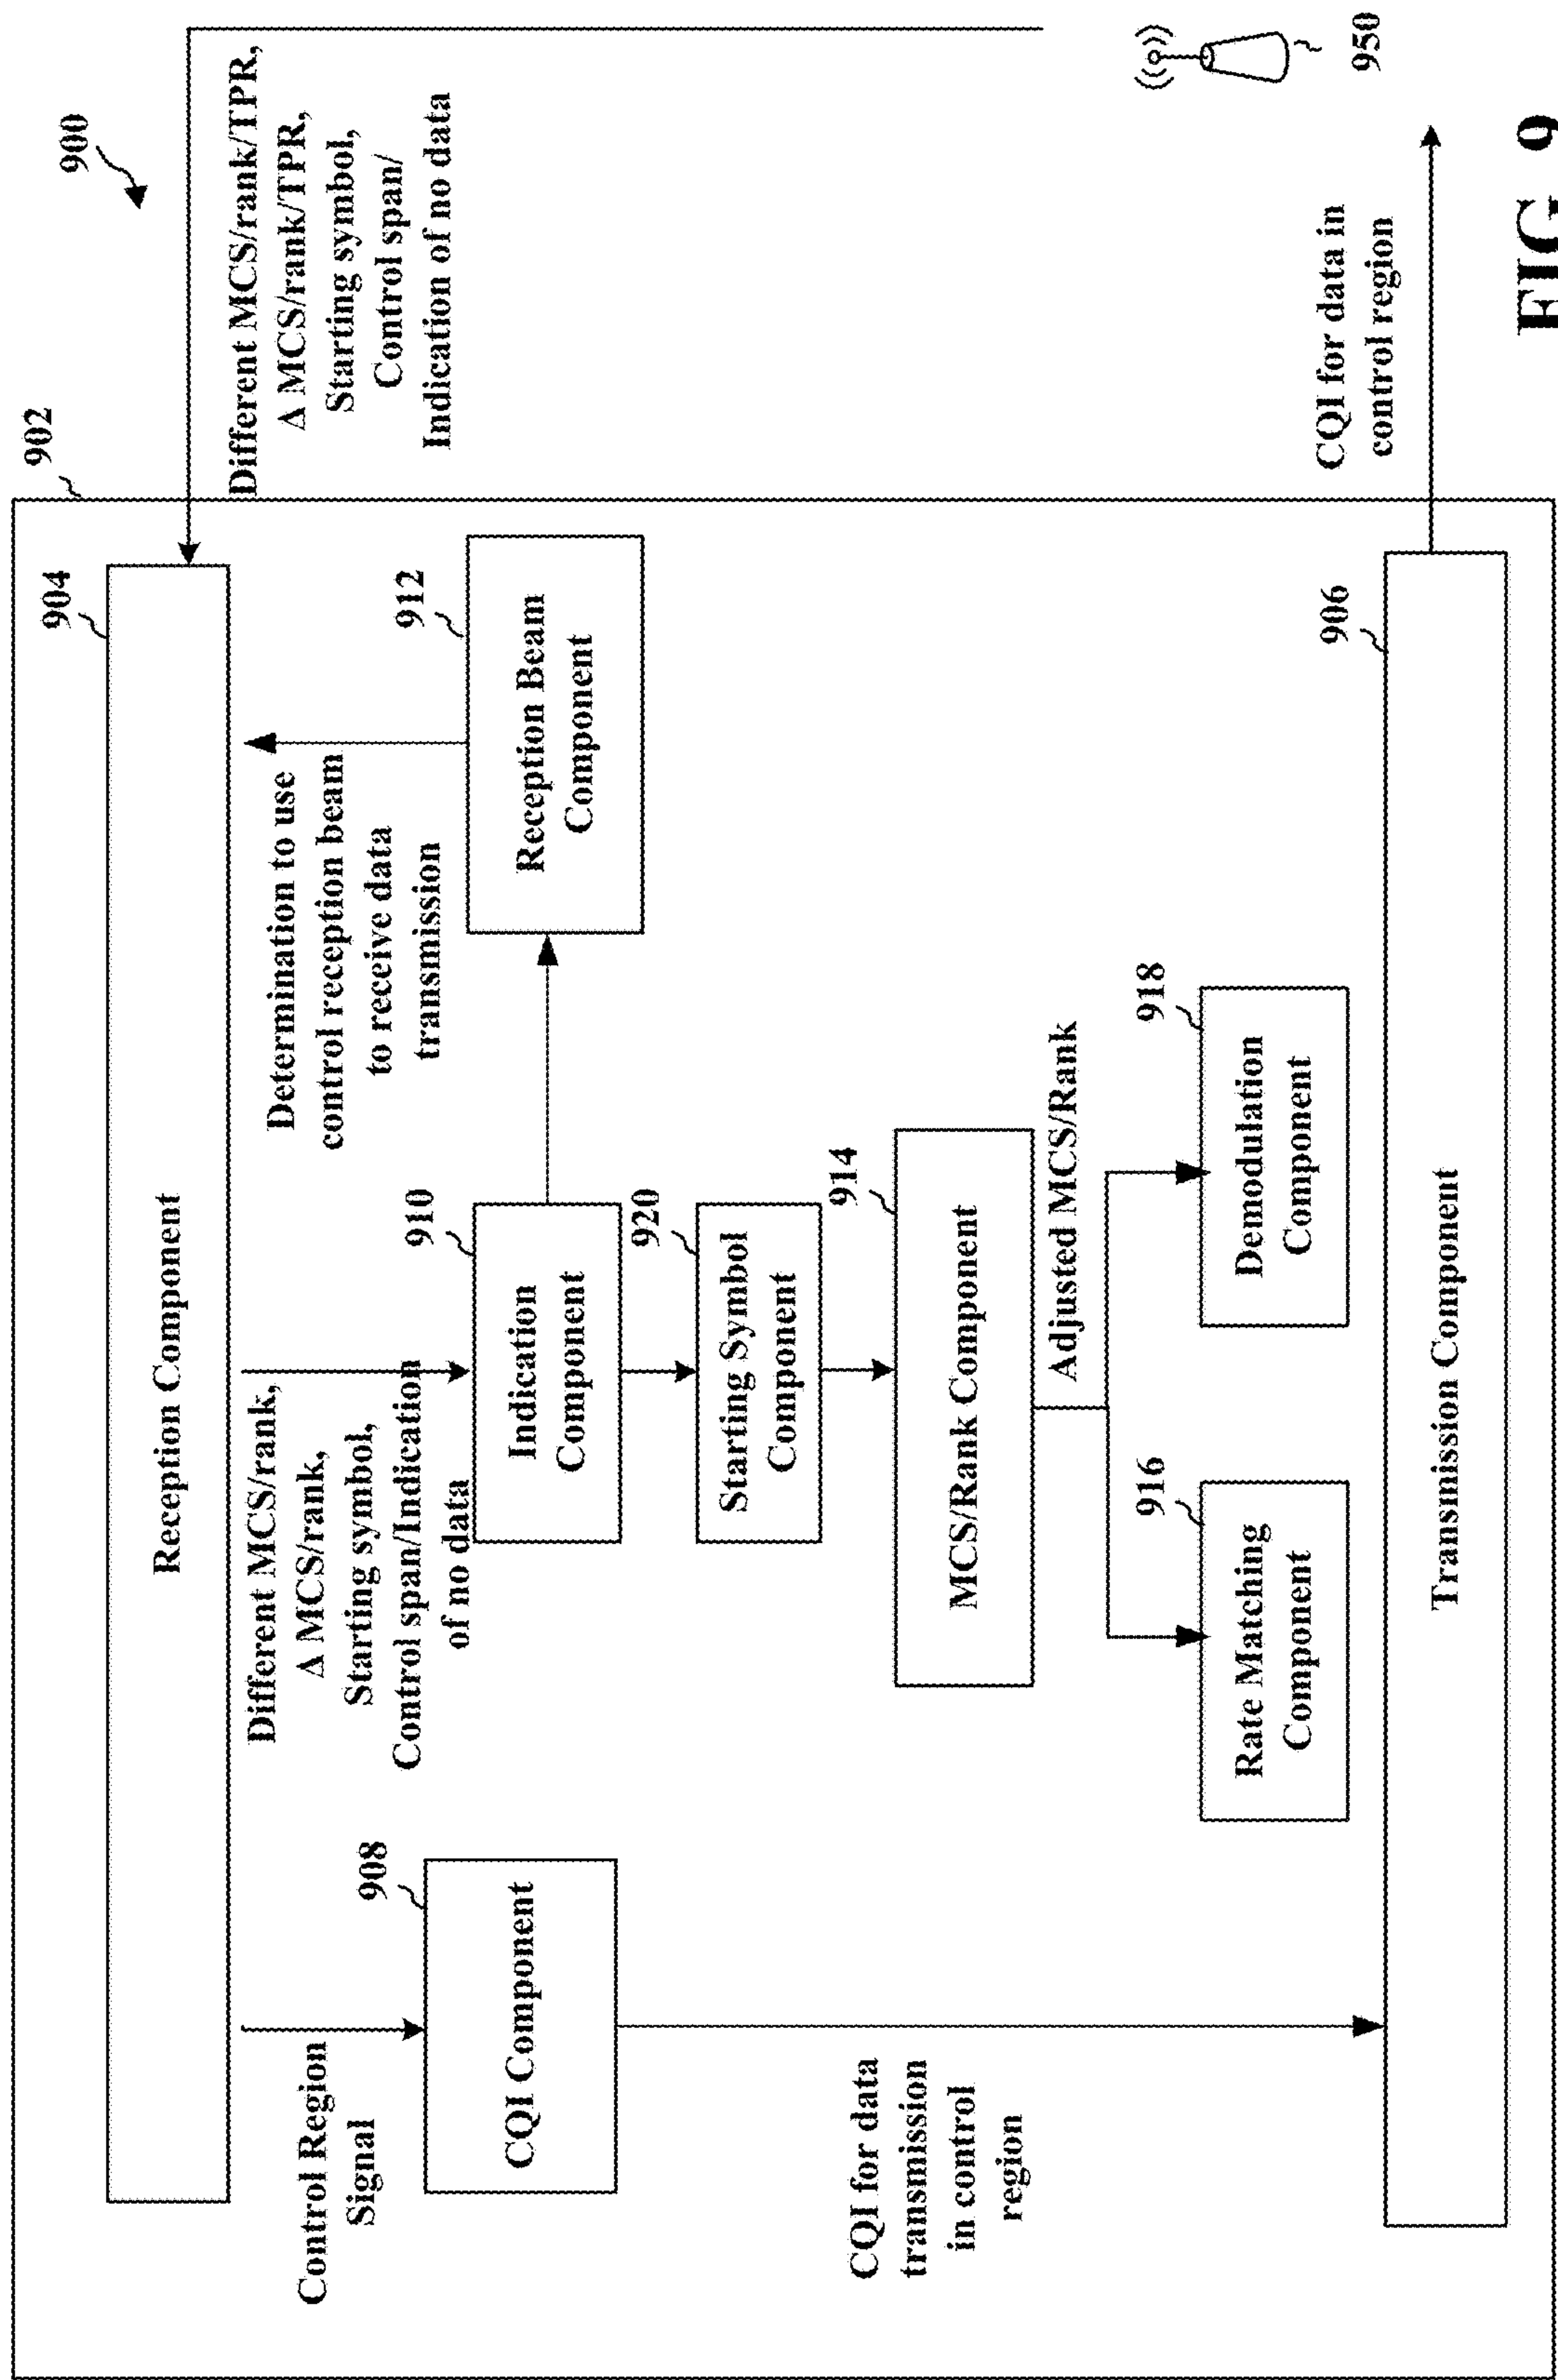 900
902
904
Reception Component
Different MCS/rank/TPR,
Δ MCS/rank/TPR,
Starting symbol,
Control span/
Indication of no data
Control Region
Signal
908
CQI Component
CQI for data
transmission
in control
region
Different MCS/rank,
Δ MCS/rank,
Starting symbol,
Control span/Indication
of no data
910
Indication
Component
Determination to use
control reception beam
to receive data
transmission
912
Reception Beam
Component
920
Starting Symbol
Component
914
MCS/Rank Component
Adjusted MCS/Rank
916
Rate Matching
Component
918
Demodulation
Component
906
Transmission Component
CQI for data in
control region
950
FIG. 9